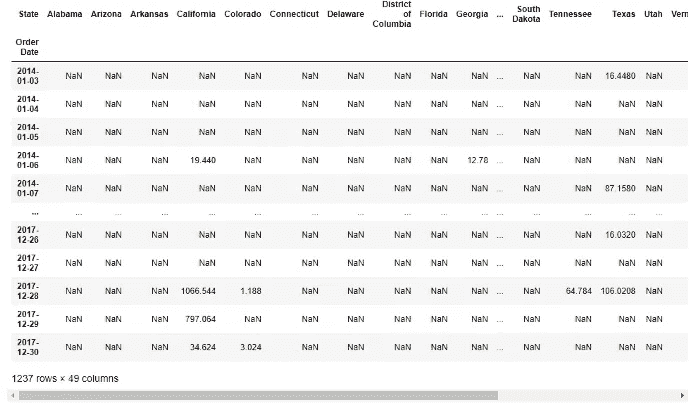 State Alabama Arizona Arkansas California Colorado Connecticut Delaware District of Columbia Florida Georgia ... South Dakota Tennessee Texas Utah
Order Date
2014-01-03 NaN NaN NaN NaN NaN NaN NaN NaN NaN NaN ... NaN NaN 16.4480 NaN
2014-01-04 NaN NaN NaN NaN NaN NaN NaN NaN NaN NaN ... NaN NaN NaN NaN
2014-01-05 NaN NaN NaN NaN NaN NaN NaN NaN NaN NaN ... NaN NaN NaN NaN
2014-01-06 NaN NaN NaN 19.440 NaN NaN NaN NaN NaN 12.78 ... NaN NaN NaN NaN
2014-01-07 NaN NaN NaN NaN NaN NaN NaN NaN NaN NaN ... NaN NaN 87.1580 NaN
... ... ... ... ... ... ... ... ... ... ... ... ... ... ... ...
2017-12-26 NaN NaN NaN NaN NaN NaN NaN NaN NaN NaN ... NaN NaN 16.0320 NaN
2017-12-27 NaN NaN NaN NaN NaN NaN NaN NaN NaN NaN ... NaN NaN NaN NaN
2017-12-28 NaN NaN NaN 1066.544 1.188 NaN NaN NaN NaN NaN ... NaN 64.784 106.0208 NaN
2017-12-29 NaN NaN NaN 797.064 NaN NaN NaN NaN NaN NaN ... NaN NaN NaN NaN
2017-12-30 NaN NaN NaN 34.624 3.024 NaN NaN NaN NaN NaN ... NaN NaN NaN NaN
1237 rows × 49 columns